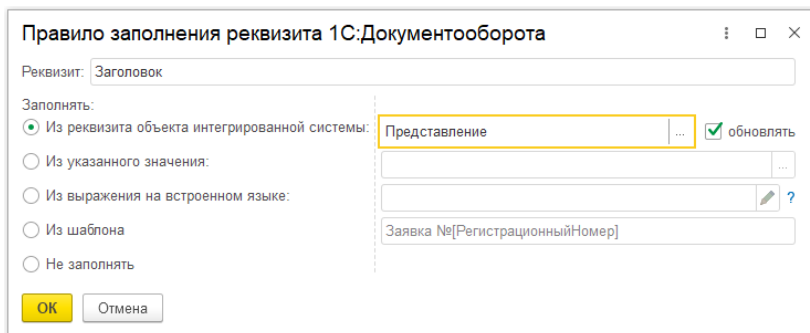 Правило заполнения реквизита 1С:Документооборота
Реквизит: Заголовок
Заполнять:
Из реквизита объекта интегрированной системы: Представление ... обновлять
Из указанного значения: ...
Из выражения на встроенном языке: ?
Из шаблона Заявка №[РегистрационныйНомер]
Не заполнять
ОК Отмена